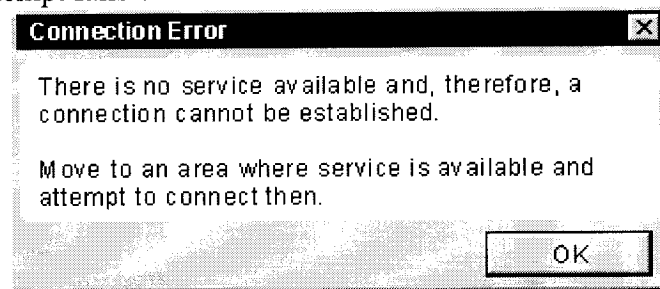 Connection Error
There is no service available and, therefore, a
connection cannot be established.
Move to an area where service is available and
attempt to connect then.
OK